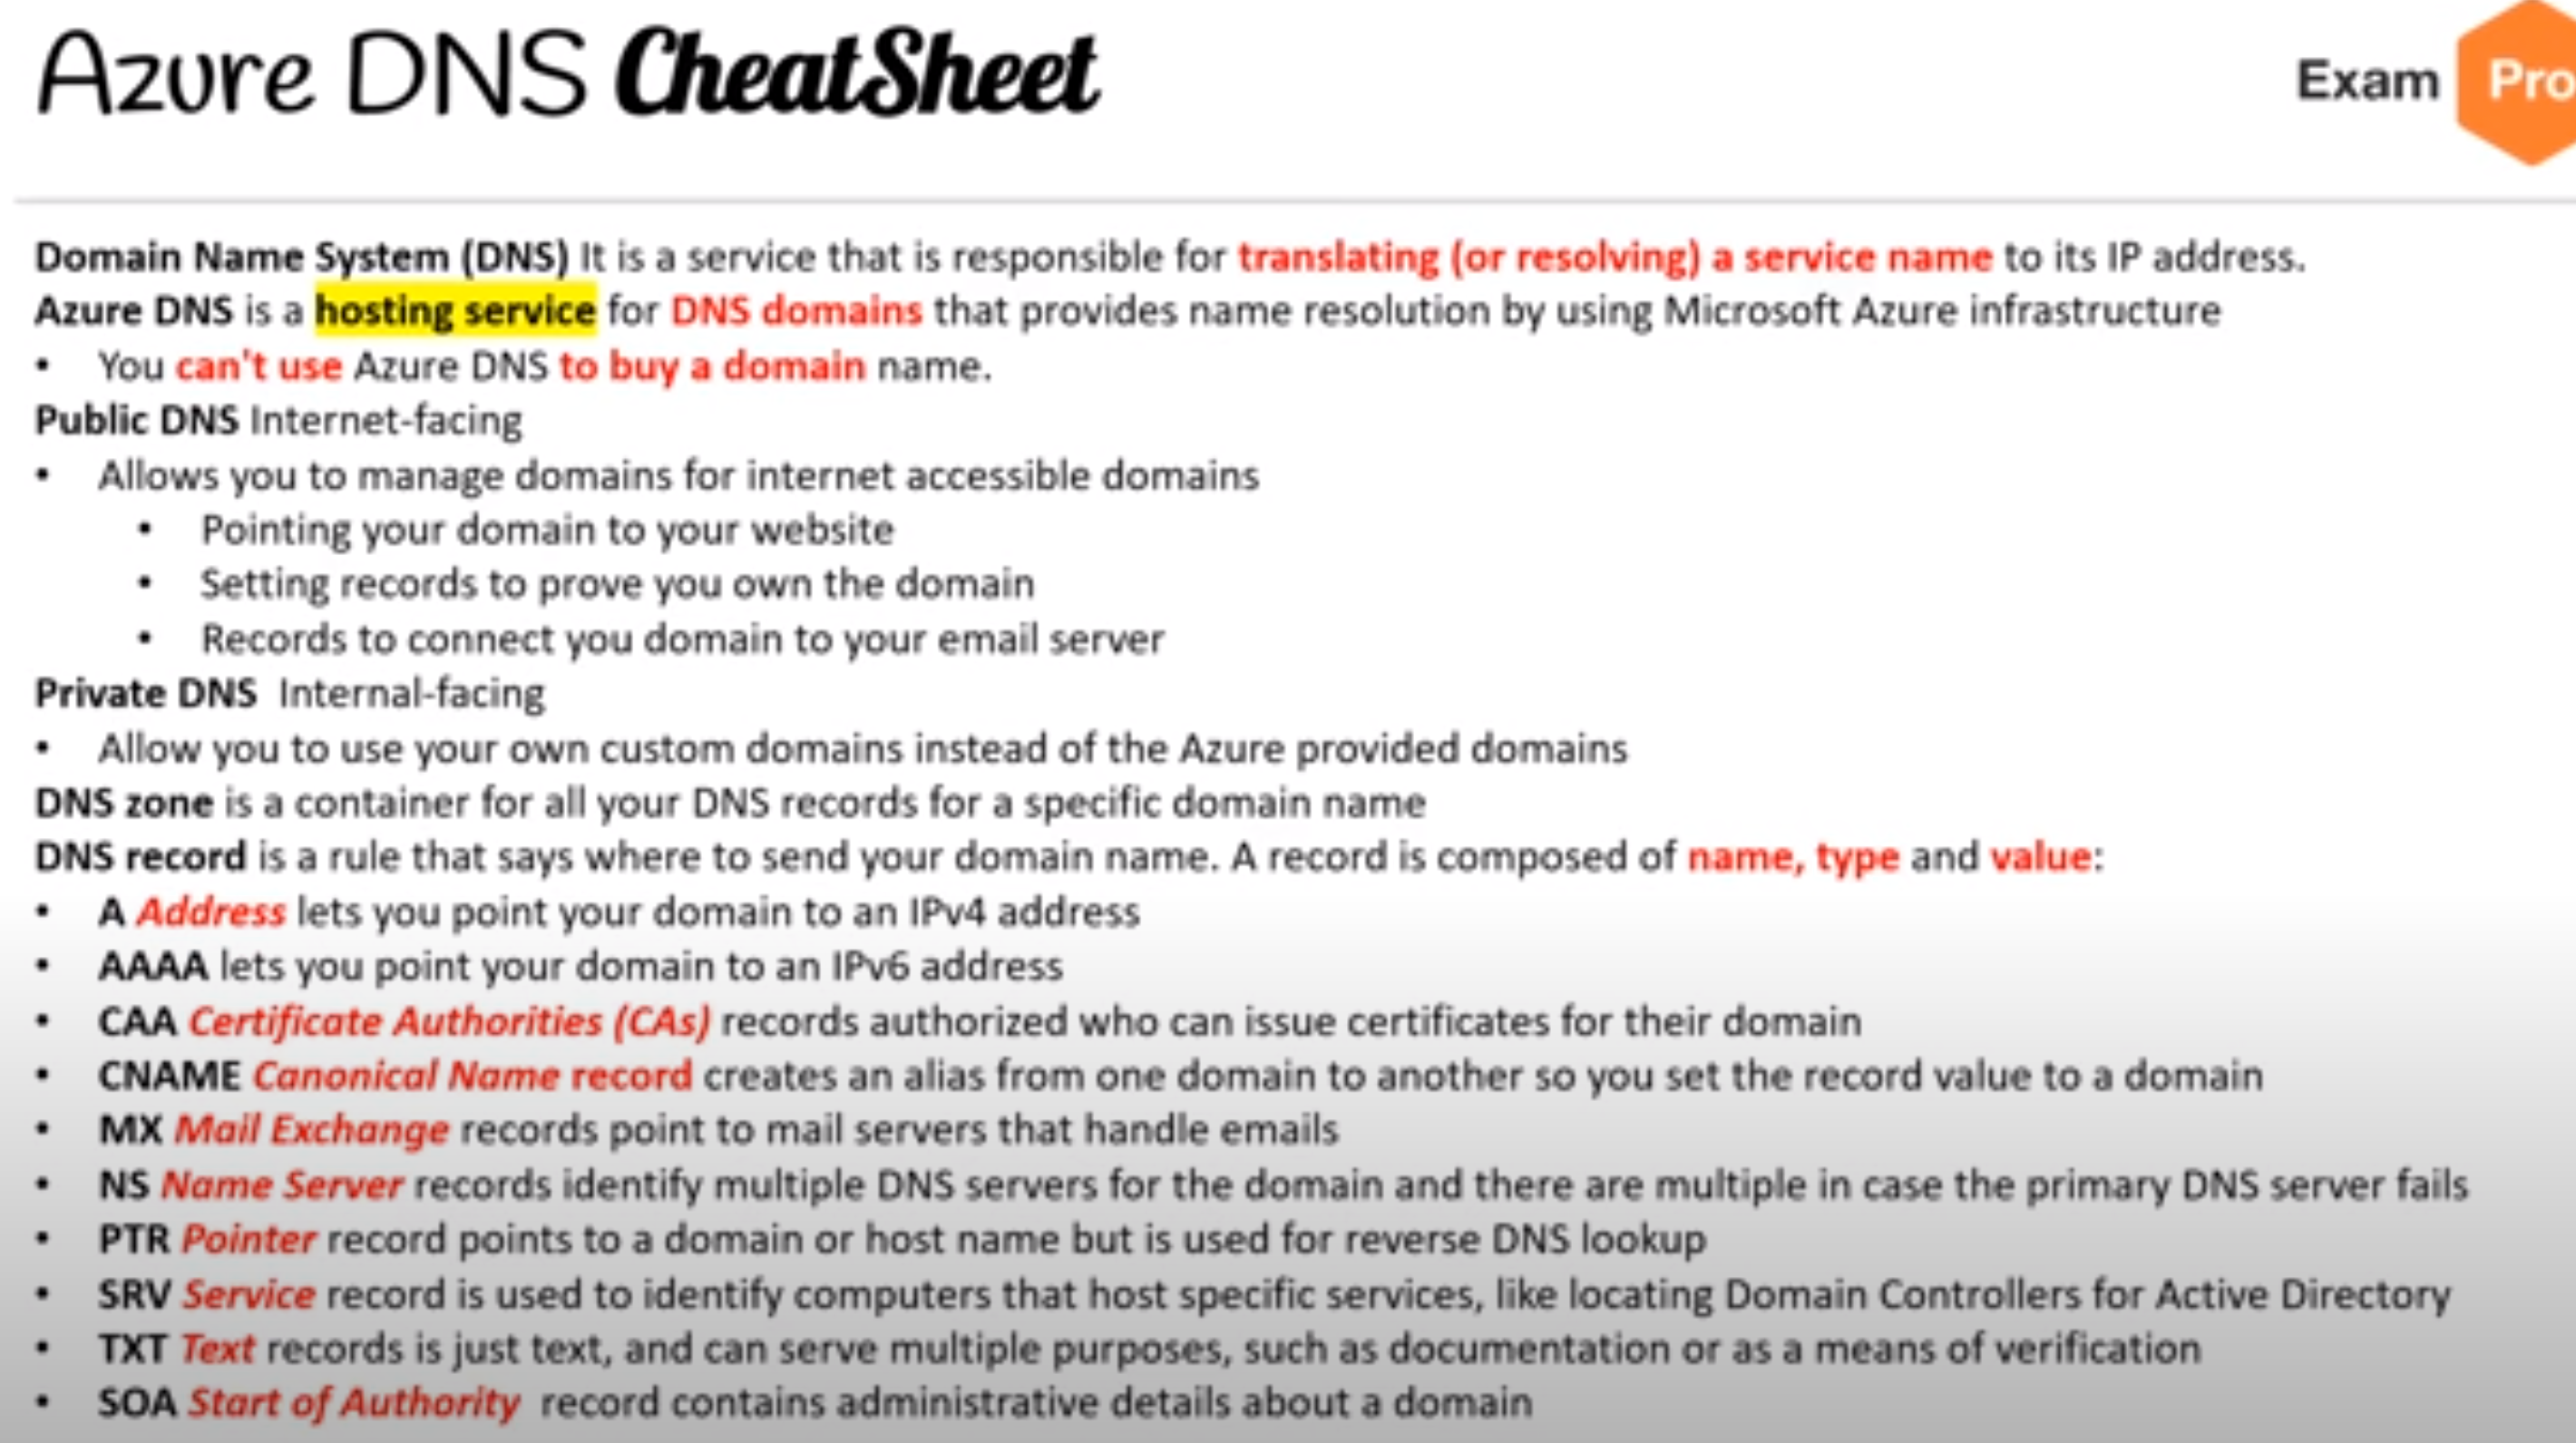 Azure DNS CheatSheet
Exam Pro
Domain Name System (DNS) It is a service that is responsible for translating (or resolving) a service name to its IP address.
Azure DNS is a hosting service for DNS domains that provides name resolution by using Microsoft Azure infrastructure
• You can't use Azure DNS to buy a domain name.
Public DNS Internet-facing
• Allows you to manage domains for internet accessible domains
• Pointing your domain to your website
• Setting records to prove you own the domain
• Records to connect you domain to your email server
Private DNS Internal-facing
• Allow you to use your own custom domains instead of the Azure provided domains
DNS zone is a container for all your DNS records for a specific domain name
DNS record is a rule that says where to send your domain name. A record is composed of name, type and value:
• A Address lets you point your domain to an IPv4 address
• AAAA lets you point your domain to an IPv6 address
• CAA Certificate Authorities (CAs) records authorized who can issue certificates for their domain
• CNAME Canonical Name record creates an alias from one domain to another so you set the record value to a domain
• MX Mail Exchange records point to mail servers that handle emails
• NS Name Server records identify multiple DNS servers for the domain and there are multiple in case the primary DNS server fails
• PTR Pointer record points to a domain or host name but is used for reverse DNS lookup
• SRV Service record is used to identify computers that host specific services, like locating Domain Controllers for Active Directory
• TXT Text records is just text, and can serve multiple purposes, such as documentation or as a means of verification
• SOA Start of Authority record contains administrative details about a domain